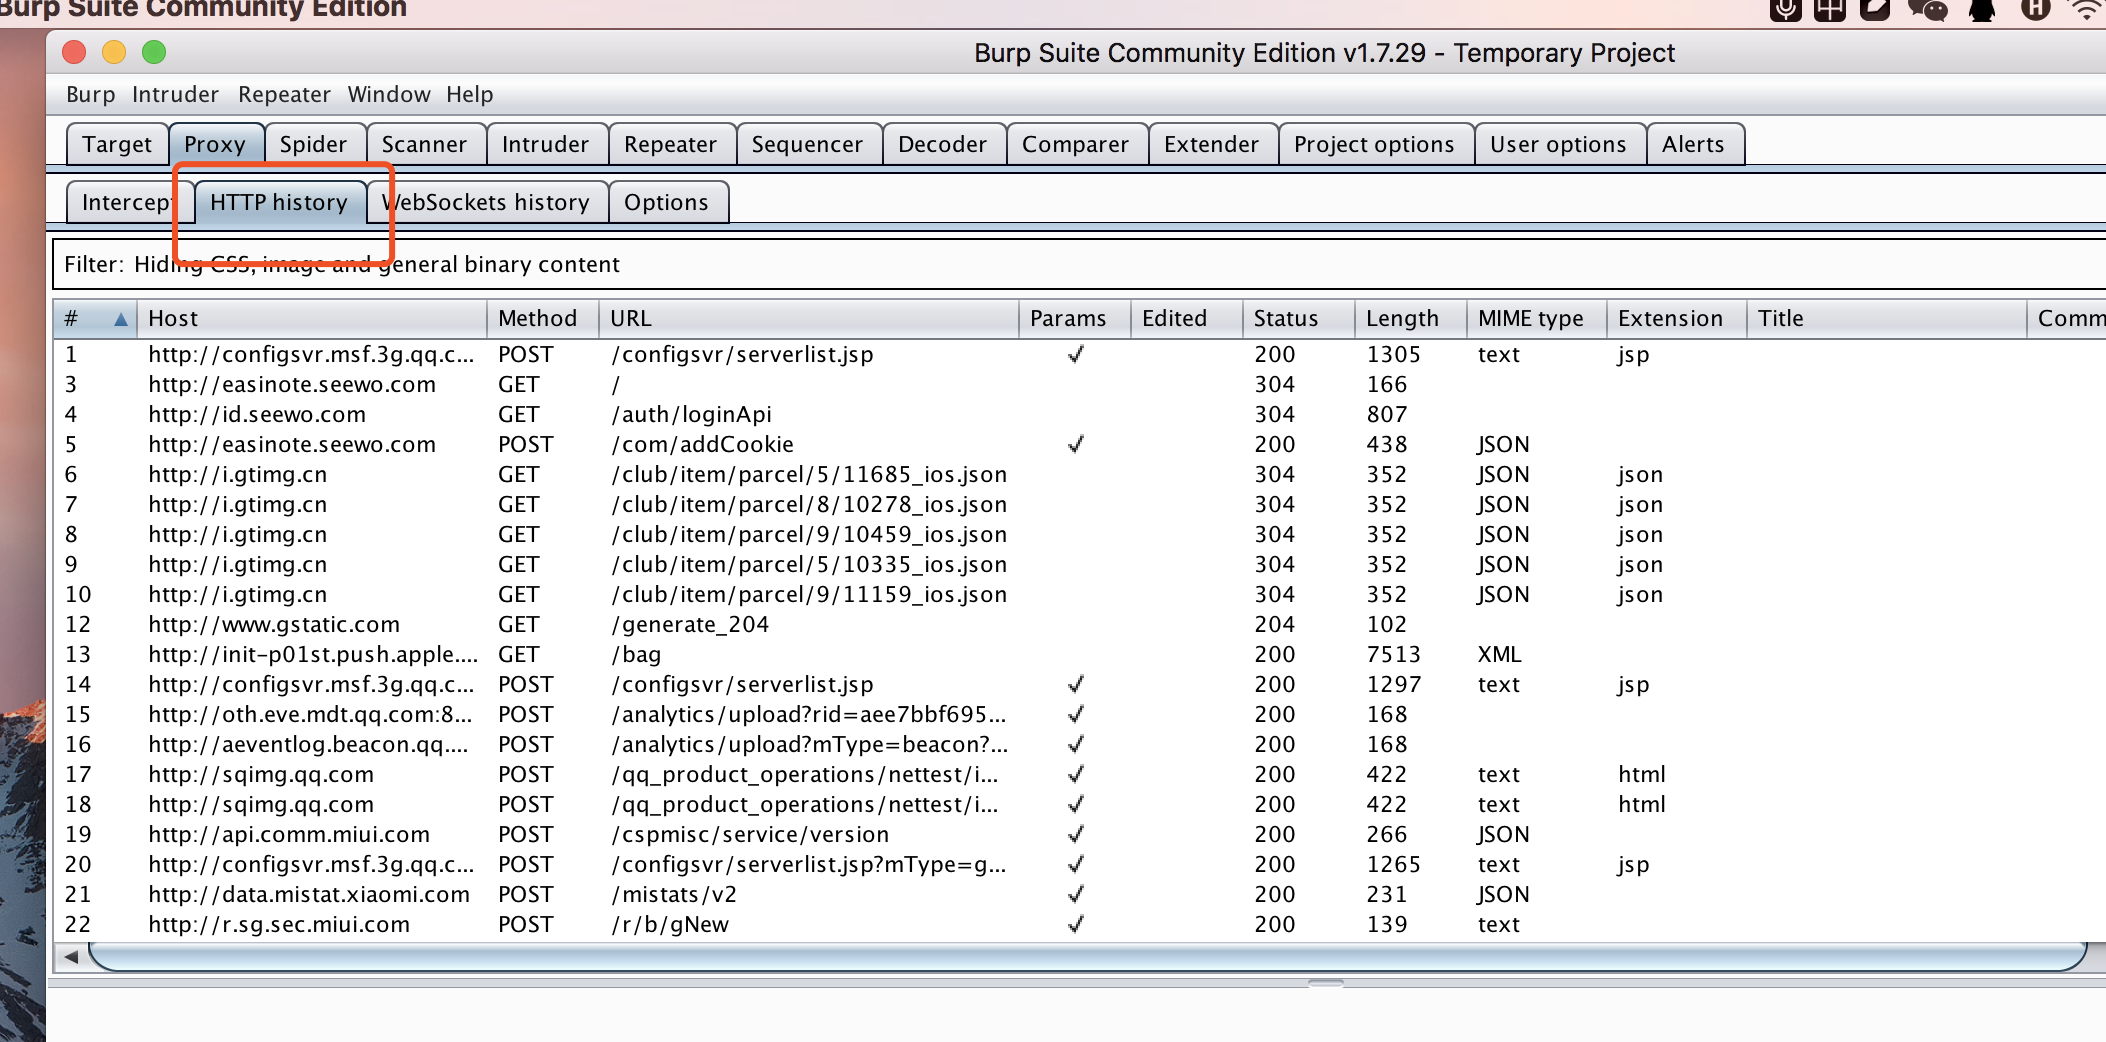 Burp Suite Community Edition
Burp Suite Community Edition v1.7.29 - Temporary Project
Burp Intruder Repeater Window Help
Target Proxy Spider Scanner Intruder Repeater Sequencer Decoder Comparer Extender Project options User options Alerts
Intercept HTTP history WebSockets history Options
Filter: Hiding CSS, image and general binary content
# Host Method URL Params Edited Status Length MIME type Extension Title Comm
1 http://configsvr.msf.3g.qq.c... POST /configsvr/serverlist.jsp ✓ 200 1305 text jsp
3 http://easinote.seewo.com GET / 304 166
4 http://id.seewo.com GET /auth/loginApi 304 807
5 http://easinote.seewo.com POST /com/addCookie ✓ 200 438 JSON
6 http://i.gtimg.cn GET /club/item/parcel/5/11685_ios.json 304 352 JSON json
7 http://i.gtimg.cn GET /club/item/parcel/8/10278_ios.json 304 352 JSON json
8 http://i.gtimg.cn GET /club/item/parcel/9/10459_ios.json 304 352 JSON json
9 http://i.gtimg.cn GET /club/item/parcel/5/10335_ios.json 304 352 JSON json
10 http://i.gtimg.cn GET /club/item/parcel/9/11159_ios.json 304 352 JSON json
12 http://www.gstatic.com GET /generate_204 204 102
13 http://init-p01st.push.apple.... GET /bag 200 7513 XML
14 http://configsvr.msf.3g.qq.c... POST /configsvr/serverlist.jsp ✓ 200 1297 text jsp
15 http://oth.eve.mdt.qq.com:8... POST /analytics/upload?rid=aee7bbf695... ✓ 200 168
16 http://aeventlog.beacon.qq.... POST /analytics/upload?mType=beacon?... ✓ 200 168
17 http://sqimg.qq.com POST /qq_product_operations/nettest/i... ✓ 200 422 text html
18 http://sqimg.qq.com POST /qq_product_operations/nettest/i... ✓ 200 422 text html
19 http://api.comm.miui.com POST /cspmisc/service/version ✓ 200 266 JSON
20 http://configsvr.msf.3g.qq.c... POST /configsvr/serverlist.jsp?mType=g... ✓ 200 1265 text jsp
21 http://data.mistat.xiaomi.com POST /mistats/v2 ✓ 200 231 JSON
22 http://r.sg.sec.miui.com POST /r/b/gNew ✓ 200 139 text